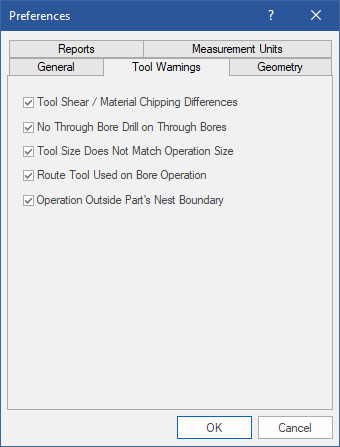 Preferences ?
Reports Measurement Units
General Tool Warnings Geometry
Tool Shear / Material Chipping Differences
No Through Bore Drill on Through Bores
Tool Size Does Not Match Operation Size
Route Tool Used on Bore Operation
Operation Outside Part's Nest Boundary
OK Cancel